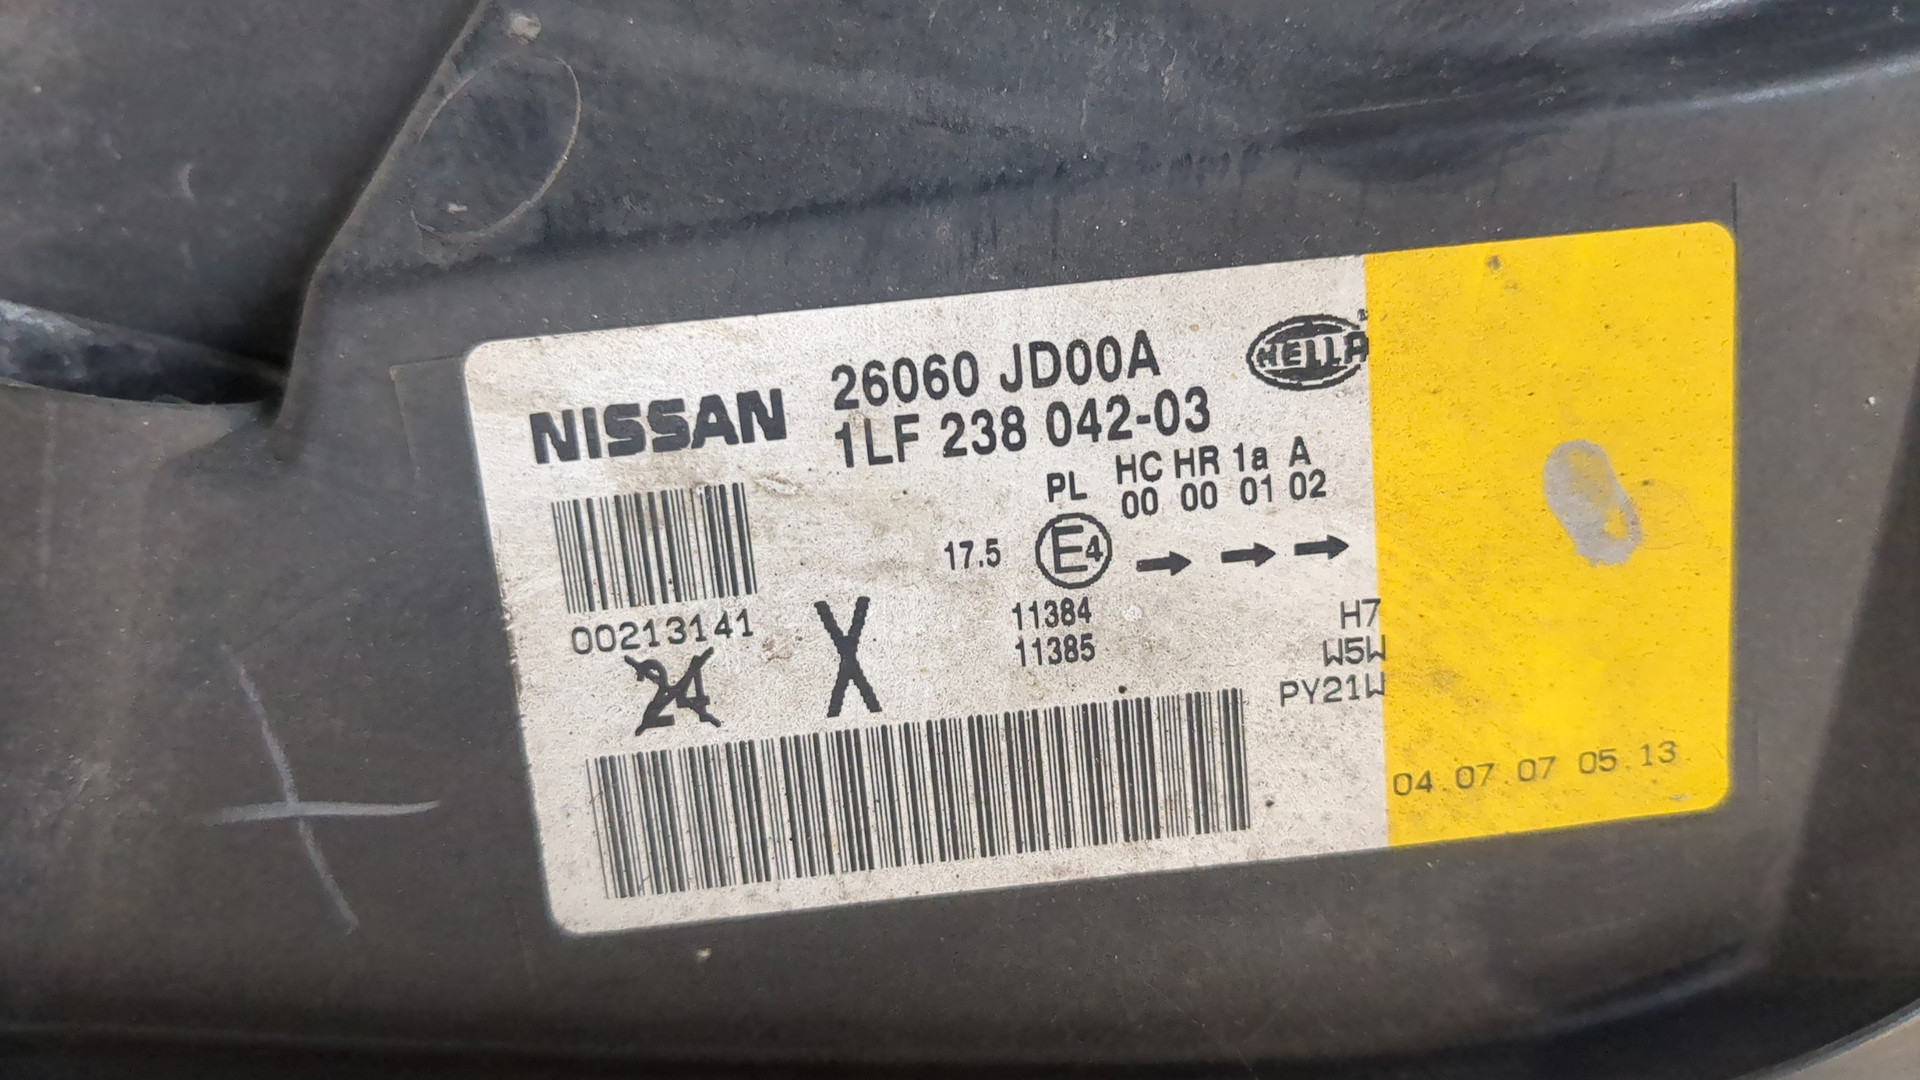 NISSAN
26060 JD00A
1LF 238 042-03
HELLA
PL HC HR 1a A
00 00 01 02
17.5 E4
00213141
11384
11385
24
X
H7
W5W
PY21W
04.07.07 05.13